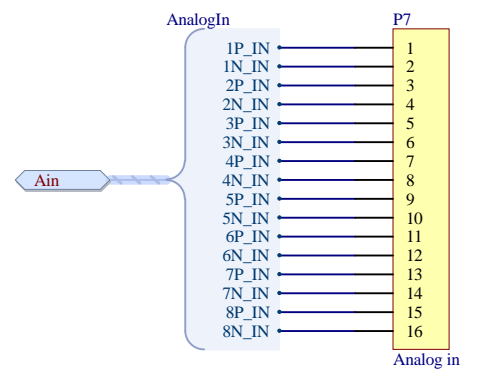 AnalogIn P7
1P_IN 1
1N_IN 2
2P_IN 3
2N_IN 4
3P_IN 5
3N_IN 6
4P_IN 7
Ain 4N_IN 8
5P_IN 9
5N_IN 10
6P_IN 11
6N_IN 12
7P_IN 13
7N_IN 14
8P_IN 15
8N_IN 16
Analog in